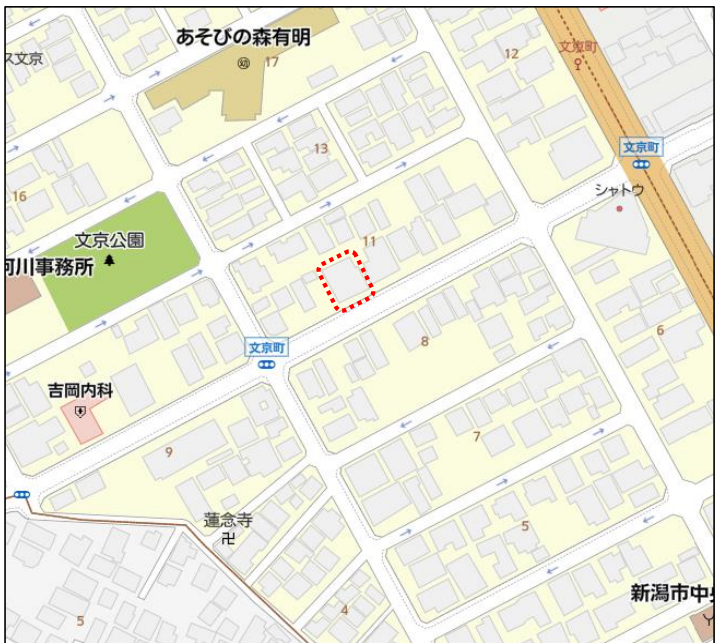 あそびの森有明
17
ス文京
12
文京町
13
文京町
16
シャトウ
文京公園
11
河川事務所
文京町
8
6
吉岡内科
7
9
蓮念寺
5
新潟市中央
5
4